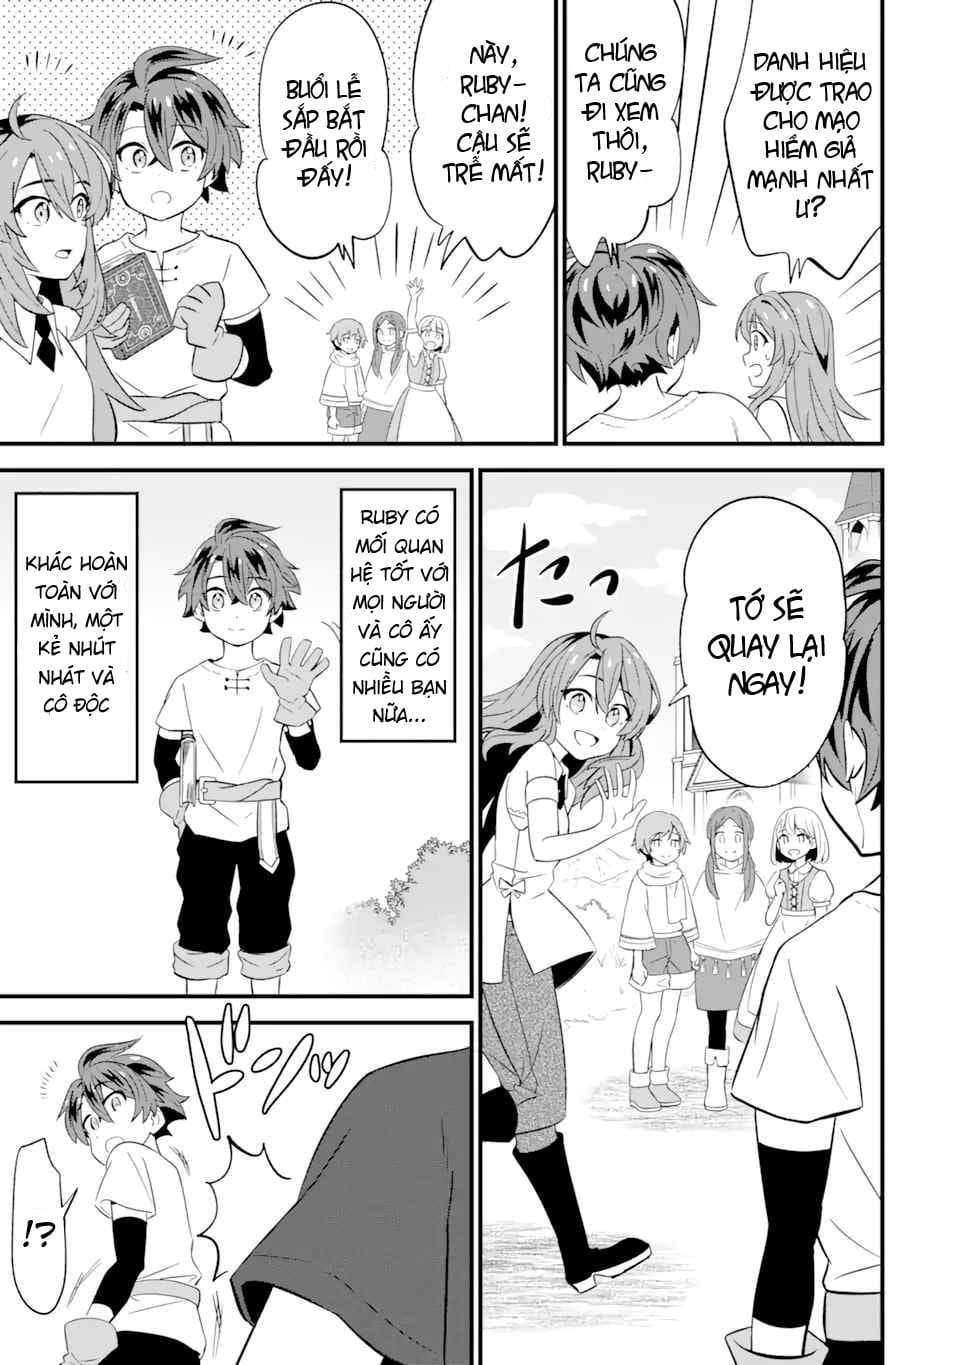 DANH HIỆU
ĐƯỢC TRAO
CHO MẠO
HIỂM GIẢ
MẠNH NHẤT
Ư?
CHÚNG
TA CŨNG
ĐI XEM
THÔI,
RUBY-
NÀY,
RUBY-
CHAN!
CẬU SẼ
TRỄ MẤT!
BUỔI LỄ
SẮP BẮT
ĐẦU RỒI
ĐẤY!
TỚ SẼ
QUAY LẠI
NGAY!
たっ
RUBY CÓ
MỐI QUAN
HỆ TỐT VỚI
MỌI NGƯỜI
VÀ CÔ ẤY
CŨNG CÓ
NHIỀU BẠN
NỮA...
KHÁC HOÀN
TOÀN VỚI
MÌNH, MỘT
KẺ NHÚT
NHÁT VÀ
CÔ ĐỘC
ドンッ
!?